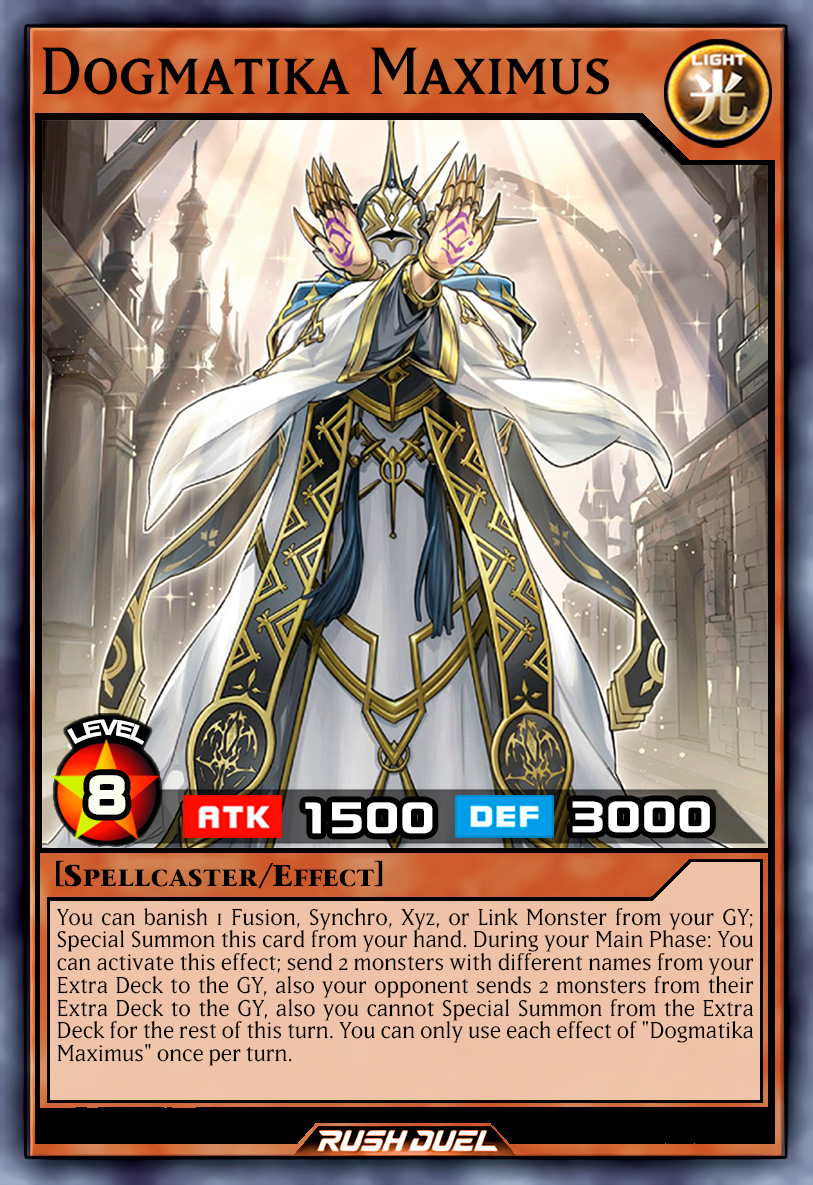 Dogmatika Maximus
LIGHT
光
LEVEL
8
ATK 1500 DEF 3000
[Spellcaster/Effect]
You can banish 1 Fusion, Synchro, Xyz, or Link Monster from your GY;
Special Summon this card from your hand. During your Main Phase: You
can activate this effect; send 2 monsters with different names from your
Extra Deck to the GY, also your opponent sends 2 monsters from their
Extra Deck to the GY, also you cannot Special Summon from the Extra
Deck for the rest of this turn. You can only use each effect of "Dogmatika
Maximus" once per turn.
RUSH DUEL